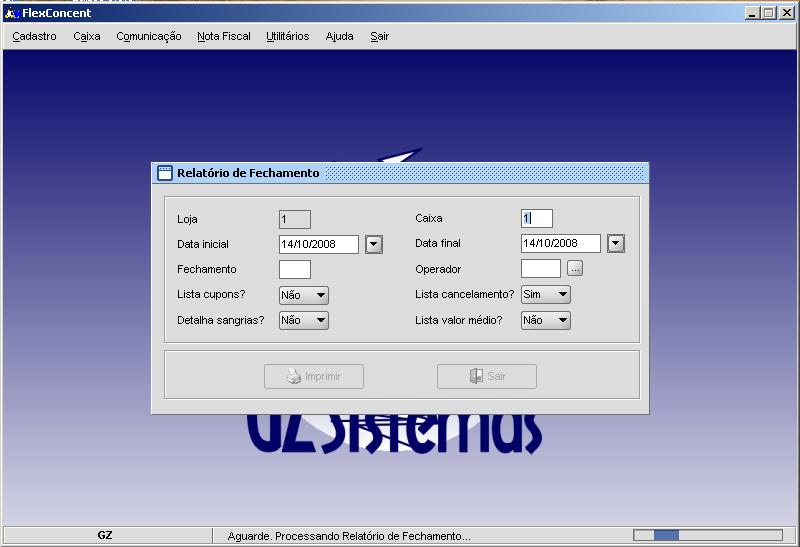 FlexConcent
Cadastro Caixa Comunicação Nota Fiscal Utilitários Ajuda Sair
Relatório de Fechamento
Loja 1 Caixa 1
Data inicial 14/10/2008 Data final 14/10/2008
Fechamento Operador ...
Lista cupons? Não Lista cancelamento? Sim
Detalha sangrias? Não Lista valor médio? Não
Imprimir Sair
GZ Sistemas
GZ Aguarde. Processando Relatório de Fechamento...